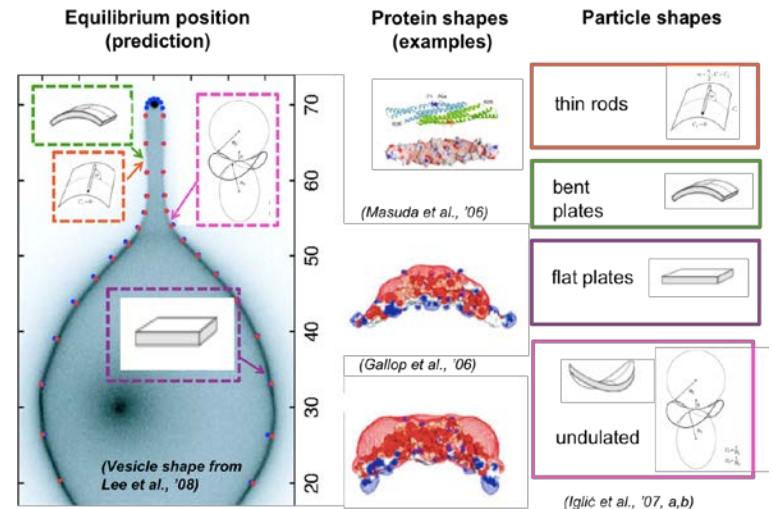 Equilibrium position
(prediction)
Protein shapes
(examples)
Particle shapes
70
60
50
40
30
20
(Vesicle shape from
Lee et al., '08)
(Masuda et al., '06)
(Gallop et al., '06)
thin rods
bent
plates
flat plates
undulated
(Iglić et al., '07, a,b)